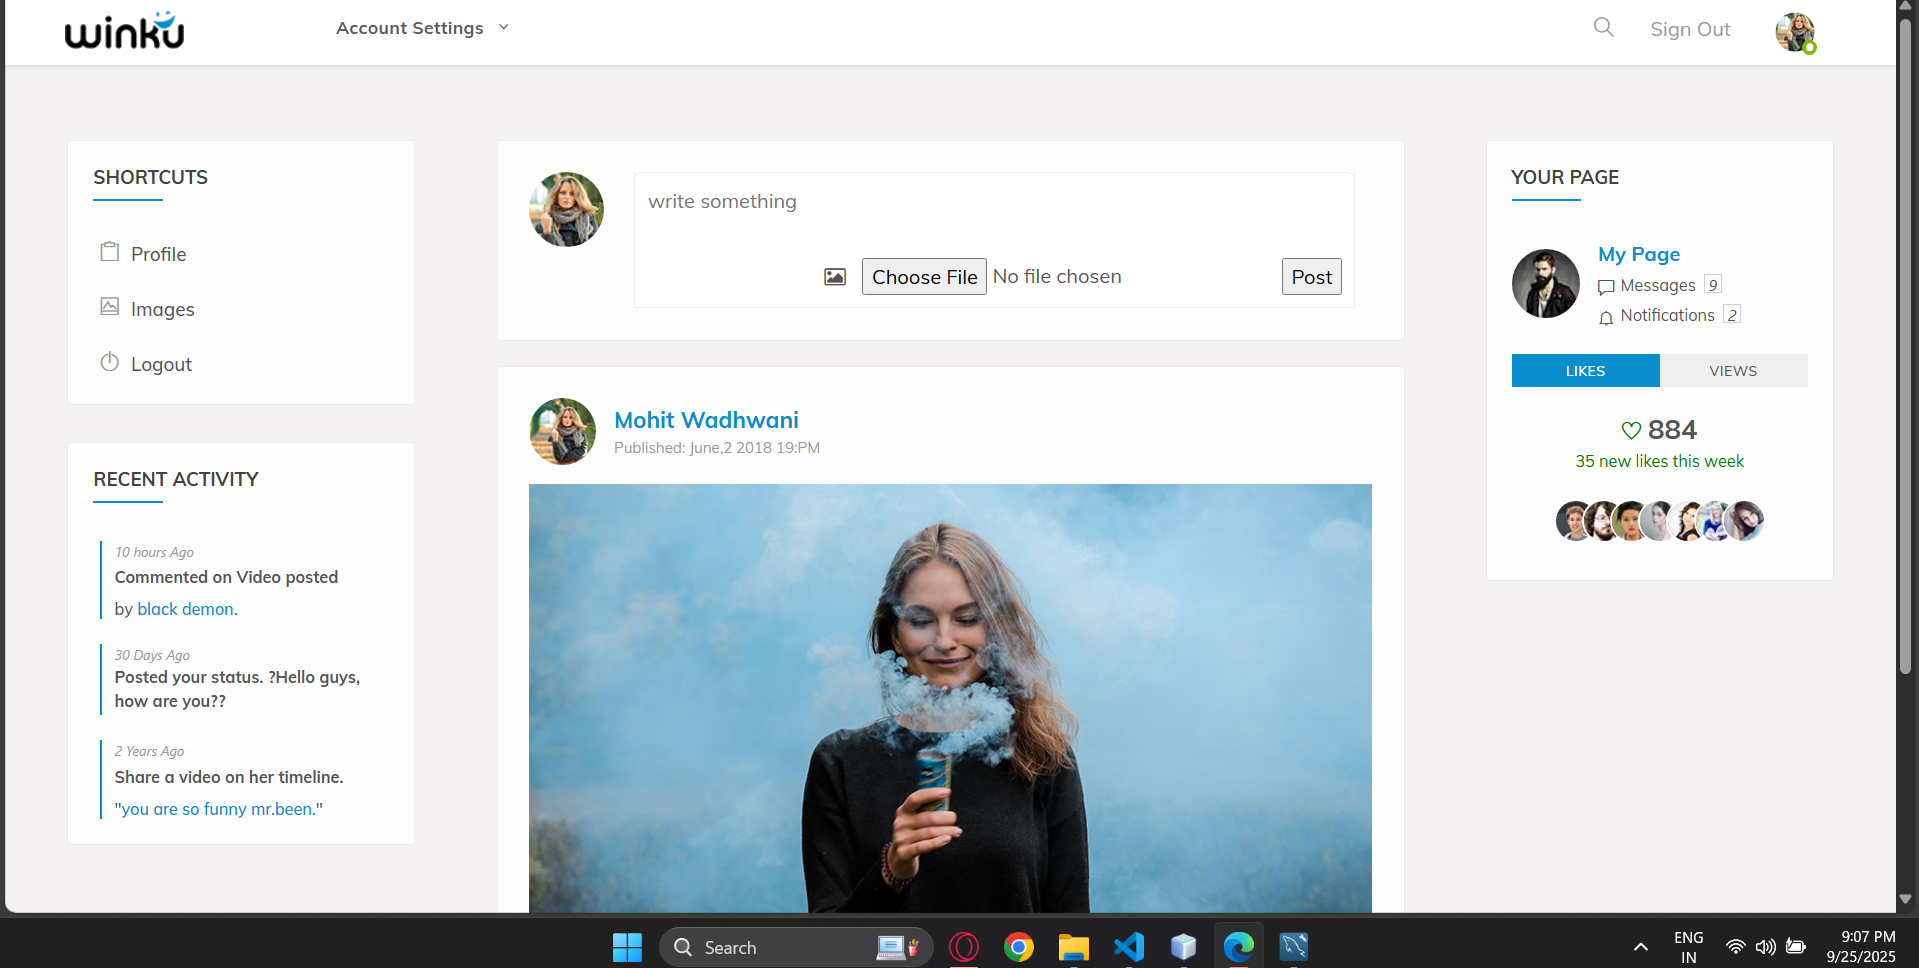 winku
Account Settings
Sign Out
SHORTCUTS
Profile
Images
Logout
RECENT ACTIVITY
10 hours Ago
Commented on Video posted
by black demon.
30 Days Ago
Posted your status. ?Hello guys,
how are you??
2 Years Ago
Share a video on her timeline.
"you are so funny mr.been."
write something
Choose File No file chosen
Post
Mohit Wadhwani
Published: June,2 2018 19:PM
YOUR PAGE
My Page
Messages 9
Notifications 2
LIKES VIEWS
884
35 new likes this week
Search
ENG
IN
9:07 PM
9/25/2025